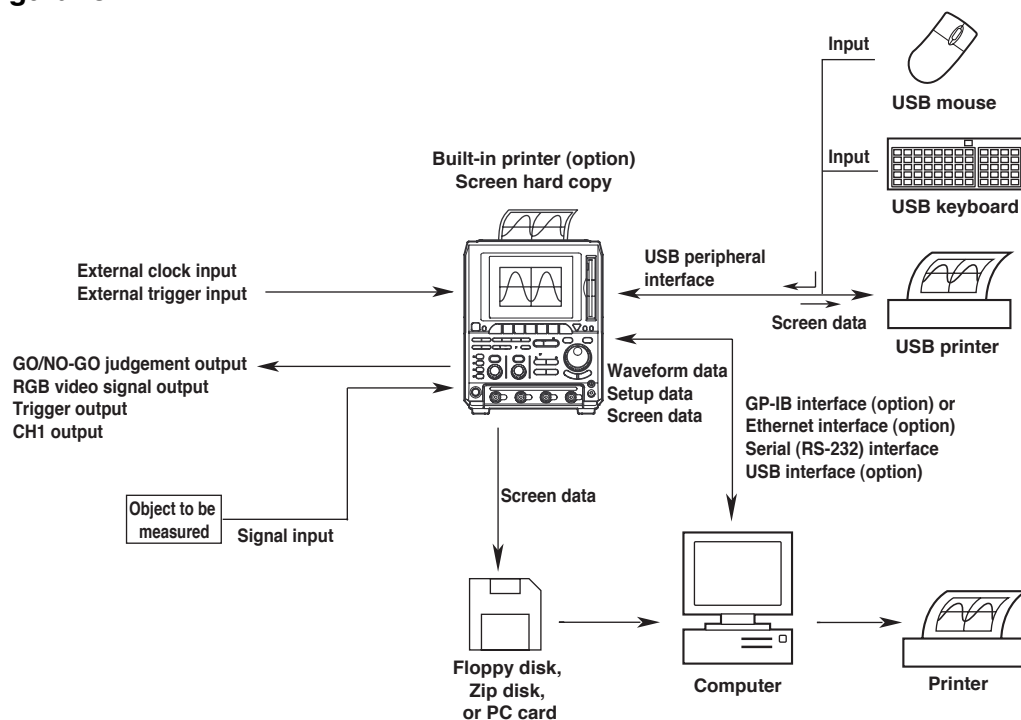 Input
USB mouse
Input
USB keyboard
Built-in printer (option)
Screen hard copy
External clock input
External trigger input
USB peripheral
interface
Screen data
USB printer
GO/NO-GO judgement output
RGB video signal output
Trigger output
CH1 output
Waveform data
Setup data
Screen data
GP-IB interface (option) or
Ethernet interface (option)
Serial (RS-232) interface
USB interface (option)
Object to be
measured
Signal input
Screen data
Floppy disk,
Zip disk,
or PC card
Computer
Printer